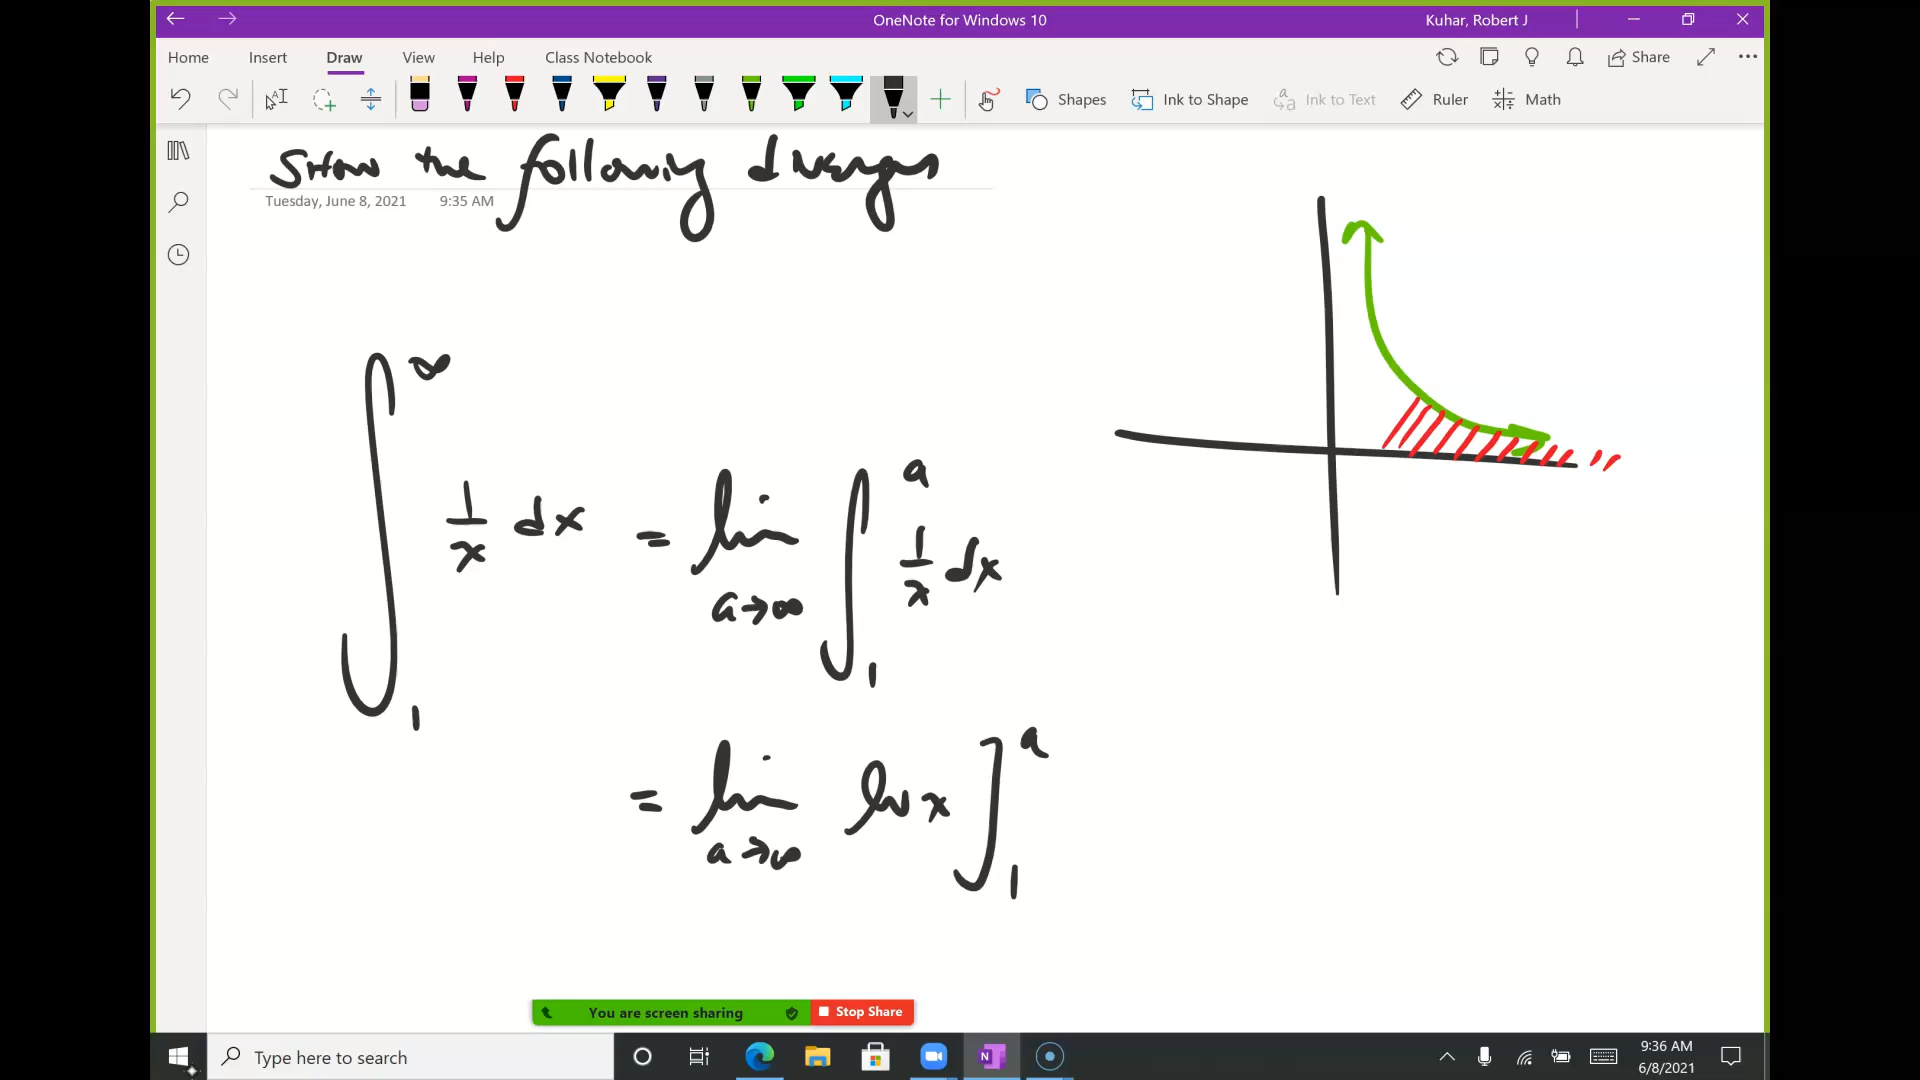 OneNote for Windows 10
Kuhar, Robert J
Home Insert Draw View Help Class Notebook
Share
Shapes Ink to Shape Ink to Text Ruler Math
Show the following diverges
Tuesday, June 8, 2021 9:35 AM
∫₁^∞ 1/x dx = lim a→∞ ∫₁^a 1/x dx
= lim a→∞ ln x ]₁^a
You are screen sharing Stop Share
Type here to search
9:36 AM
6/8/2021